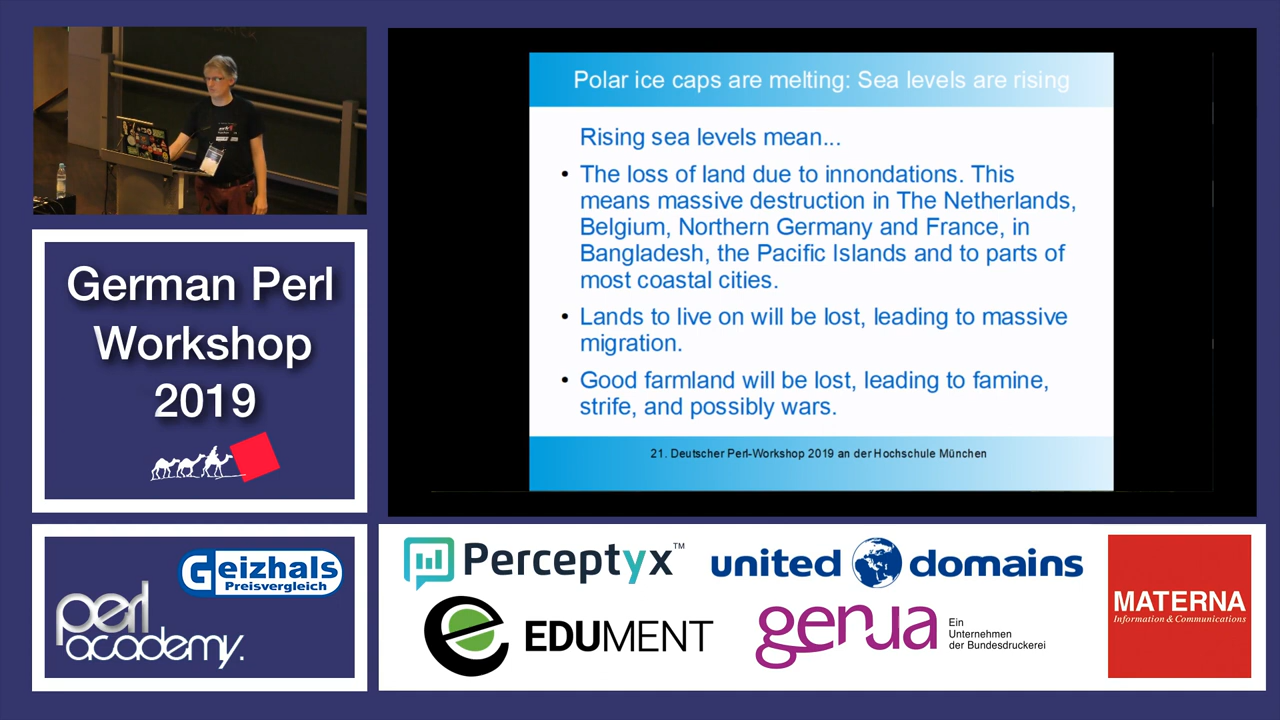 German Perl
Workshop
2019
Geizhals
Preisvergleich
perl
academy.
Polar ice caps are melting: Sea levels are rising
Rising sea levels mean...
• The loss of land due to innondations. This
means massive destruction in The Netherlands,
Belgium, Northern Germany and France, in
Bangladesh, the Pacific Islands and to parts of
most coastal cities.
• Lands to live on will be lost, leading to massive
migration.
• Good farmland will be lost, leading to famine,
strife, and possibly wars.
21. Deutscher Perl-Workshop 2019 an der Hochschule München
Perceptyx™
united domains
EDUMENT
genua
Ein
Unternehmen
der Bundesdruckerei
MATERNA
Information & Communications